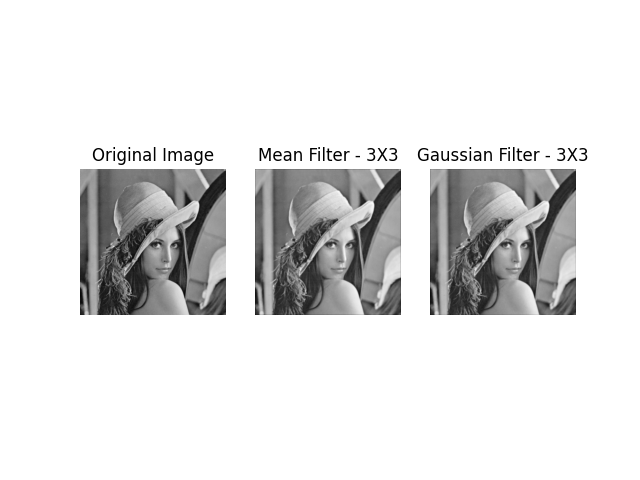 Original Image
Mean Filter - 3X3
Gaussian Filter - 3X3